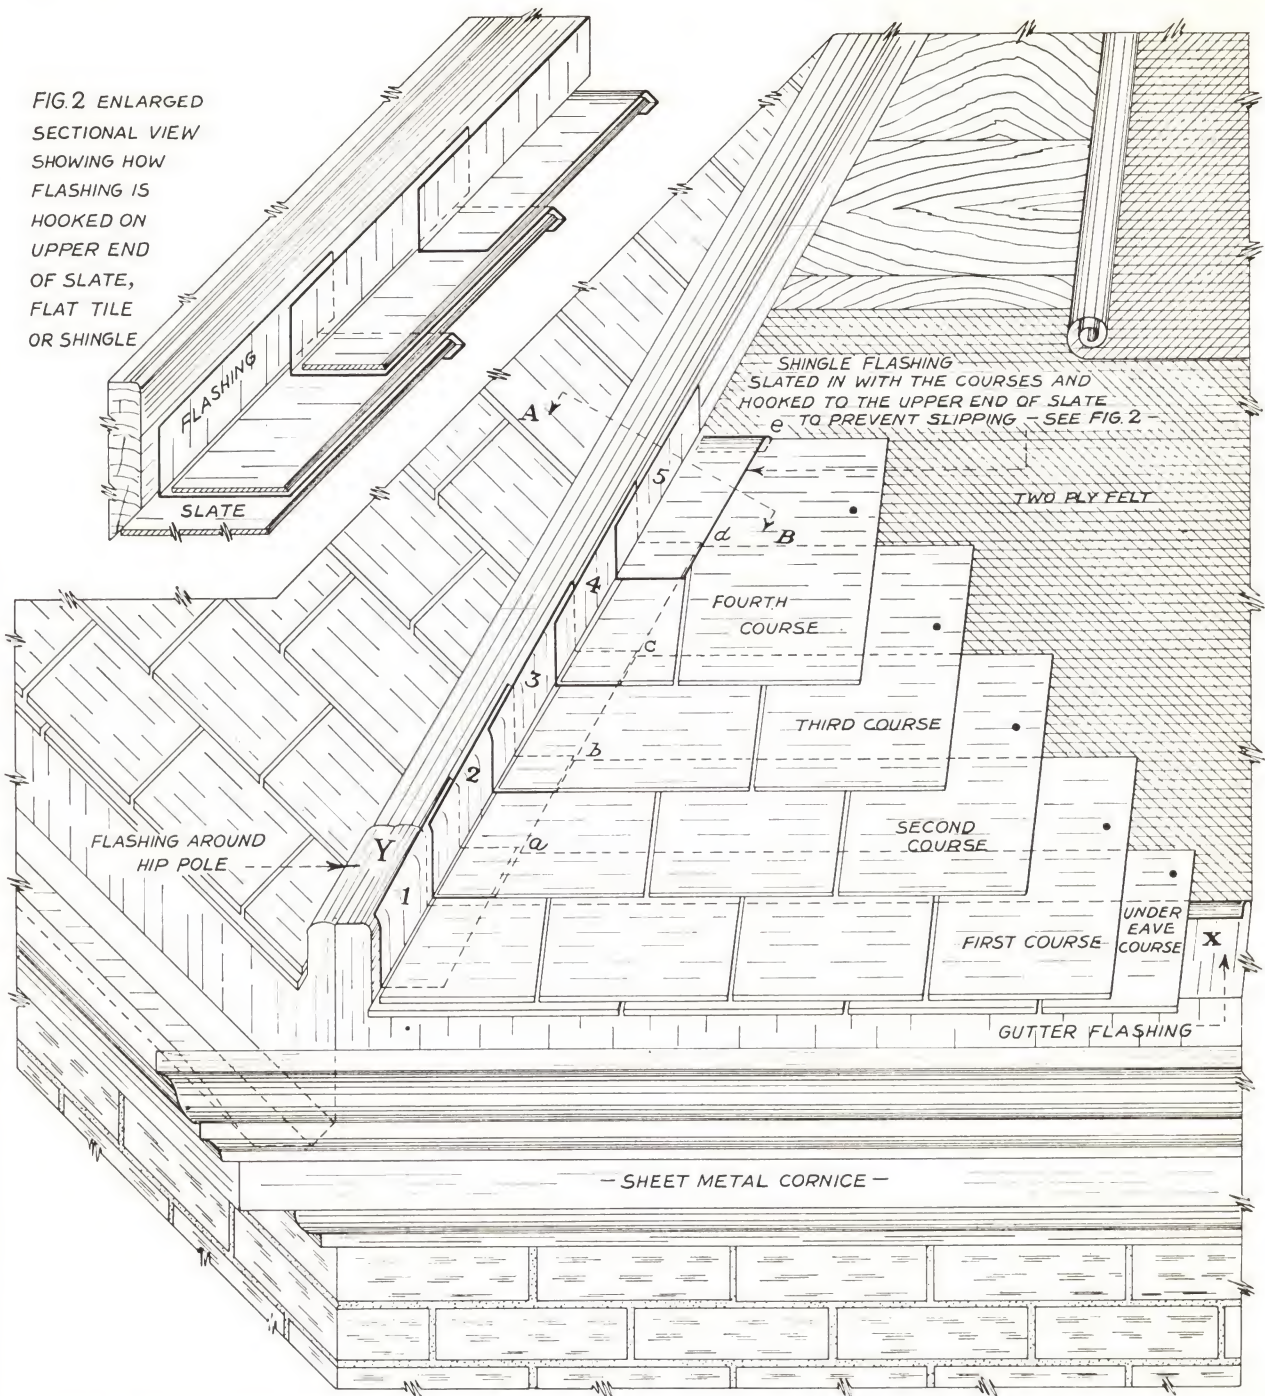 FIG.2 ENLARGED
SECTIONAL VIEW
SHOWING HOW
FLASHING IS
HOOKED ON
UPPER END
OF SLATE,
FLAT TILE
OR SHINGLE
FLASHING
SLATE
SHINGLE FLASHING
SLATED IN WITH THE COURSES AND
HOOKED TO THE UPPER END OF SLATE
TO PREVENT SLIPPING - SEE FIG.2 -
A
e
5
TWO PLY FELT
B
d
4
FOURTH
COURSE
c
3
THIRD COURSE
b
2
SECOND
COURSE
a
FLASHING AROUND
HIP POLE
Y
1
FIRST COURSE
UNDER
EAVE
COURSE
X
GUTTER FLASHING
- SHEET METAL CORNICE -